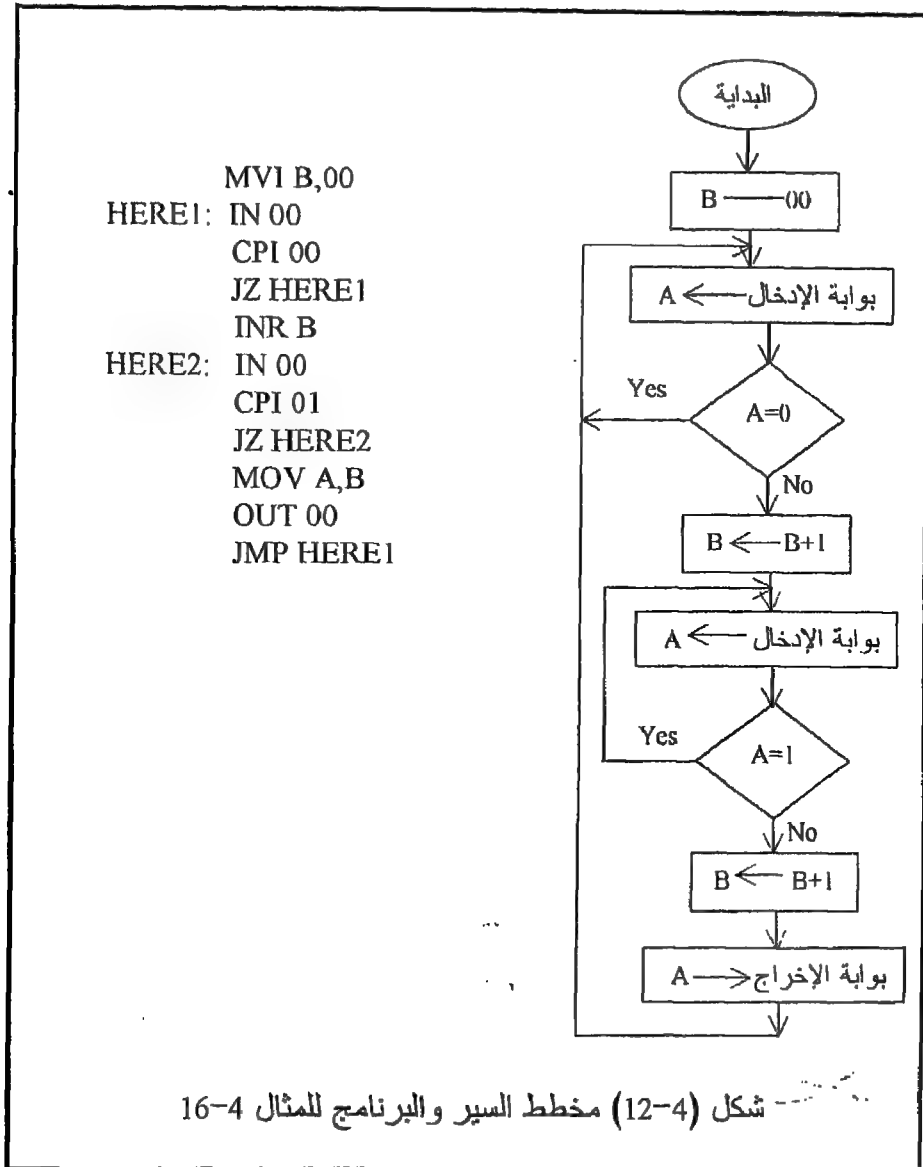 MVI B,00
HERE1: IN 00
CPI 00
JZ HERE1
INR B
HERE2: IN 00
CPI 01
JZ HERE2
MOV A,B
OUT 00
JMP HERE1
البداية
B —— 00
A ← بوابة الإدخال
A=0
Yes
No
B ← B+1
A ← بوابة الإدخال
A=1
Yes
No
B ← B+1
A → بوابة الإخراج
شكل (4-12) مخطط السير والبرنامج للمثال 4-16